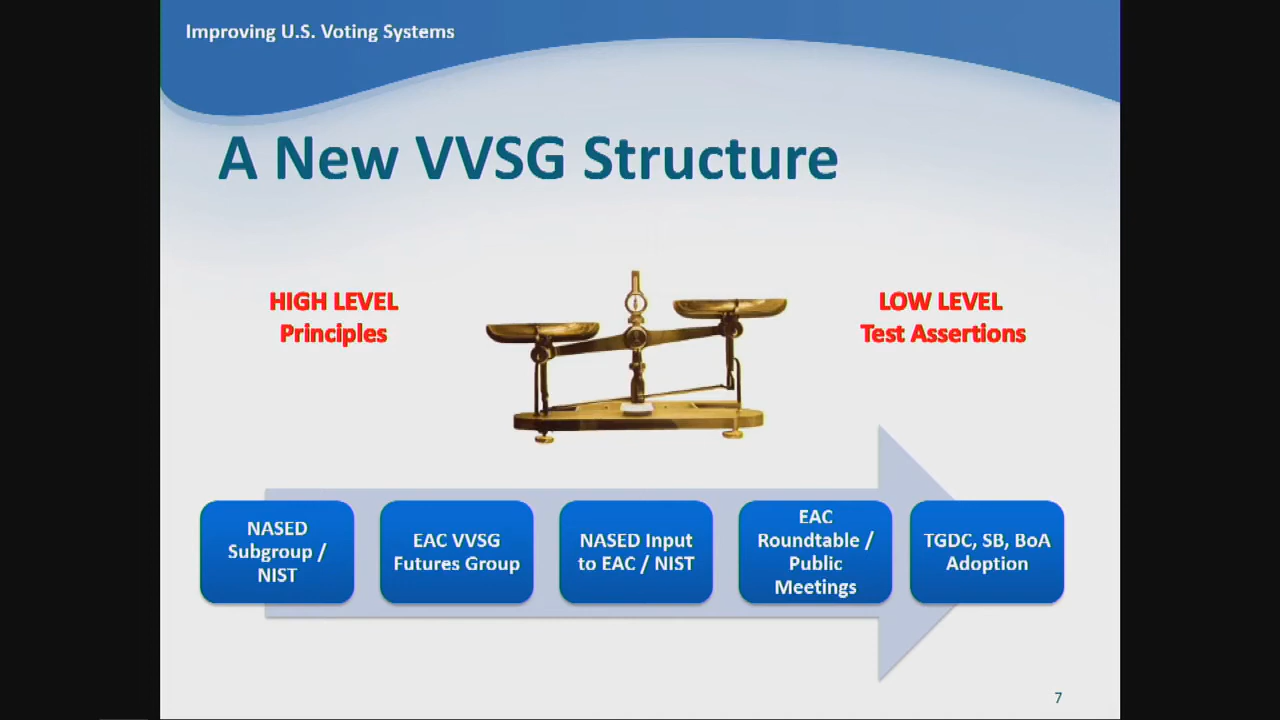 Improving U.S. Voting Systems
A New VVSG Structure
HIGH LEVEL
Principles
LOW LEVEL
Test Assertions
NASED
Subgroup /
NIST
EAC VVSG
Futures Group
NASED Input
to EAC / NIST
EAC
Roundtable /
Public
Meetings
TGDC, SB, BoA
Adoption
7